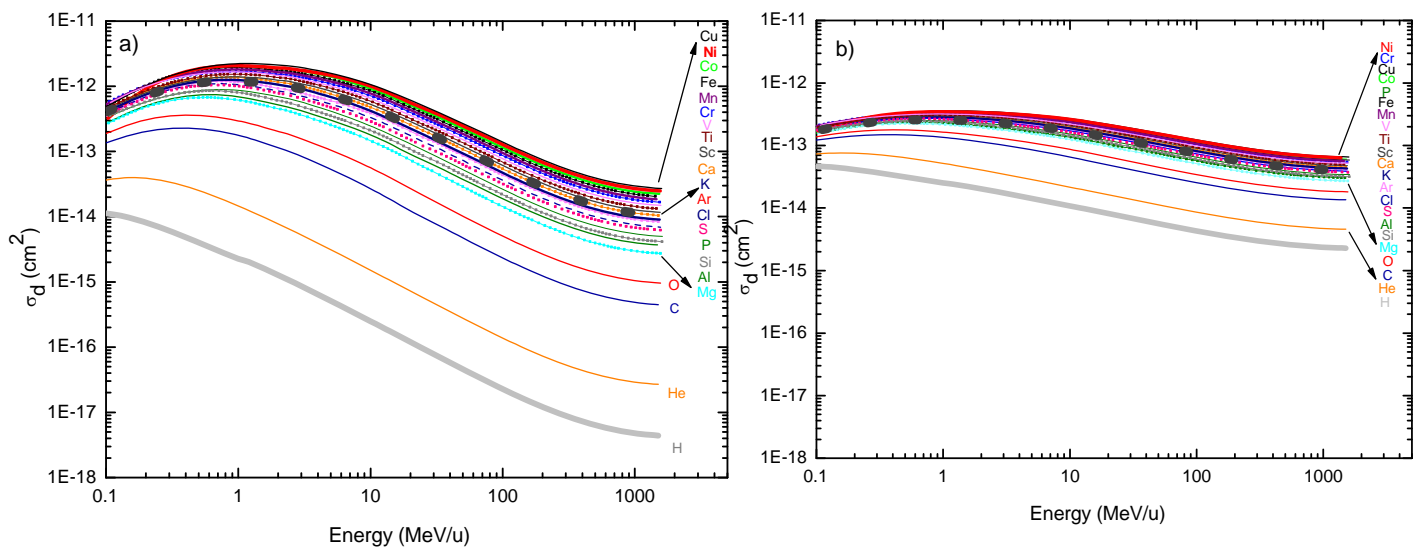 a)
1E-11
1E-12
1E-13
1E-14
1E-15
1E-16
1E-17
1E-18
σd (cm2)
0.1 1 10 100 1000
Energy (MeV/u)
Cu
Ni
Co
Fe
Mn
Cr
V
Ti
Sc
Ca
K
Ar
Cl
S
P
Si
Al
Mg
O
C
He
H
b)
1E-11
1E-12
1E-13
1E-14
1E-15
1E-16
1E-17
1E-18
σd (cm2)
0.1 1 10 100 1000
Energy (MeV/u)
Ni
Cr
Cu
Co
P
Fe
Mn
V
Ti
Sc
Ca
K
Ar
Cl
S
Al
Si
Mg
O
C
He
H